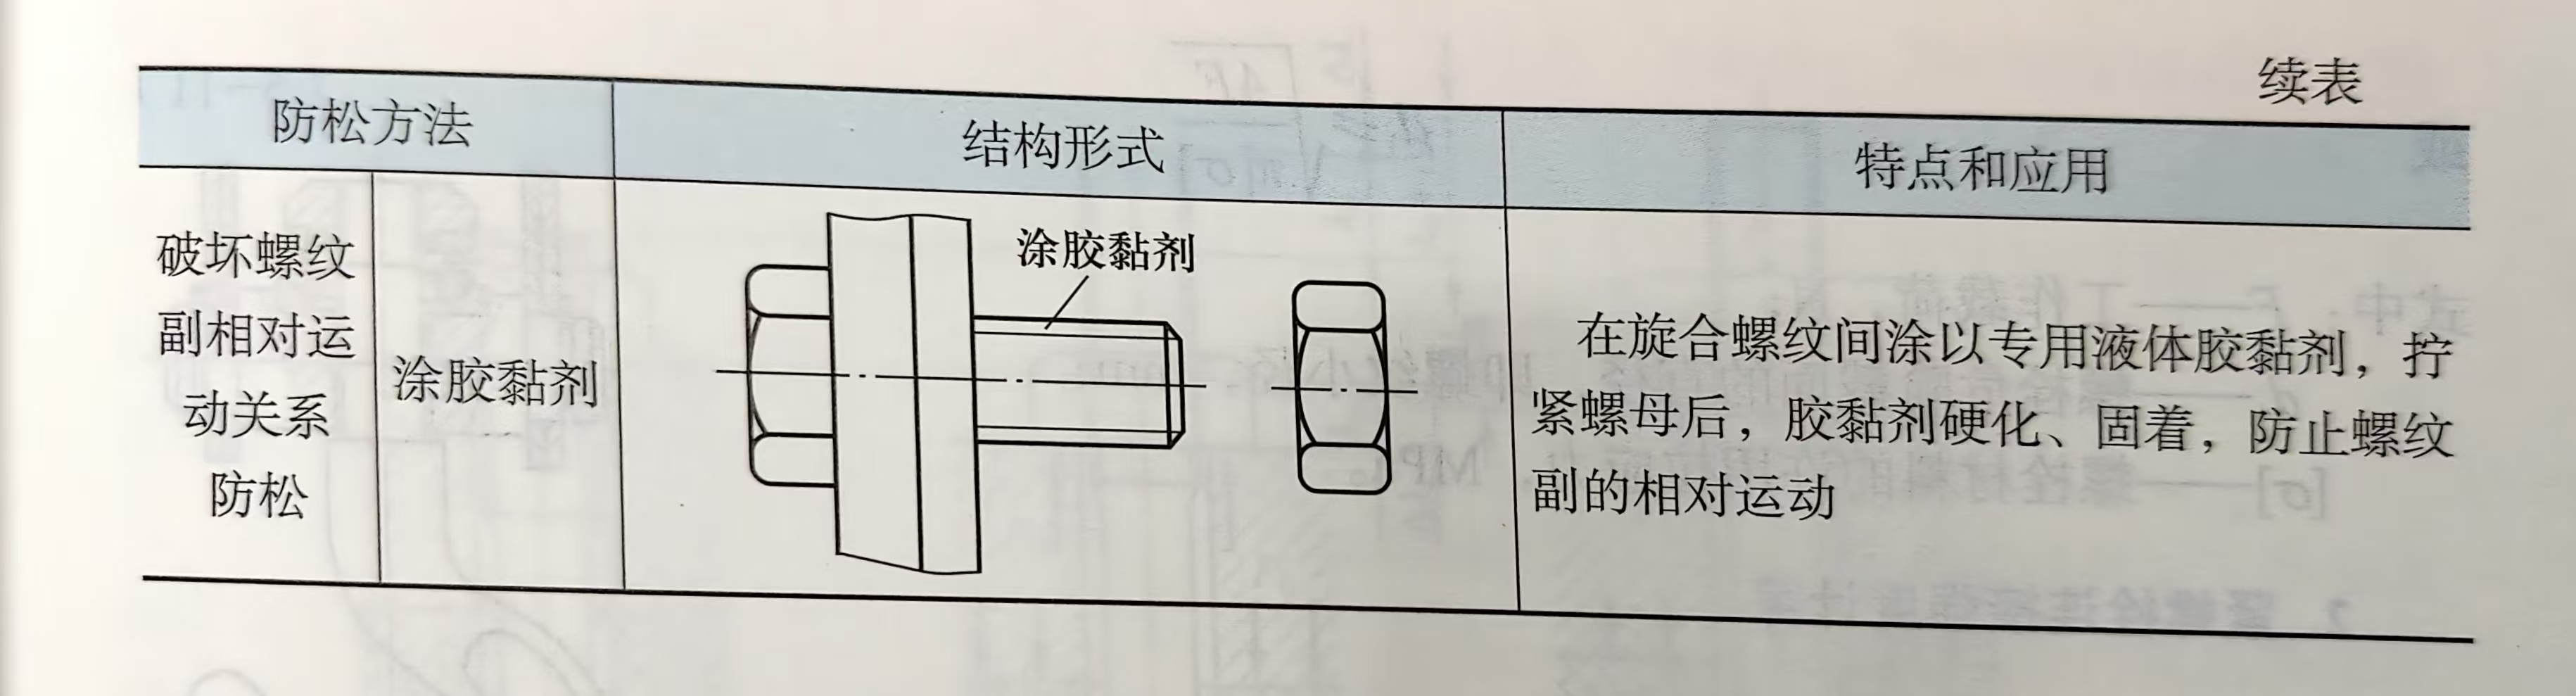 续表
防松方法
结构形式
特点和应用
破坏螺纹
副相对运
动关系
防松
涂胶黏剂
涂胶黏剂
在旋合螺纹间涂以专用液体胶黏剂，拧
紧螺母后，胶黏剂硬化、固着，防止螺纹
副的相对运动